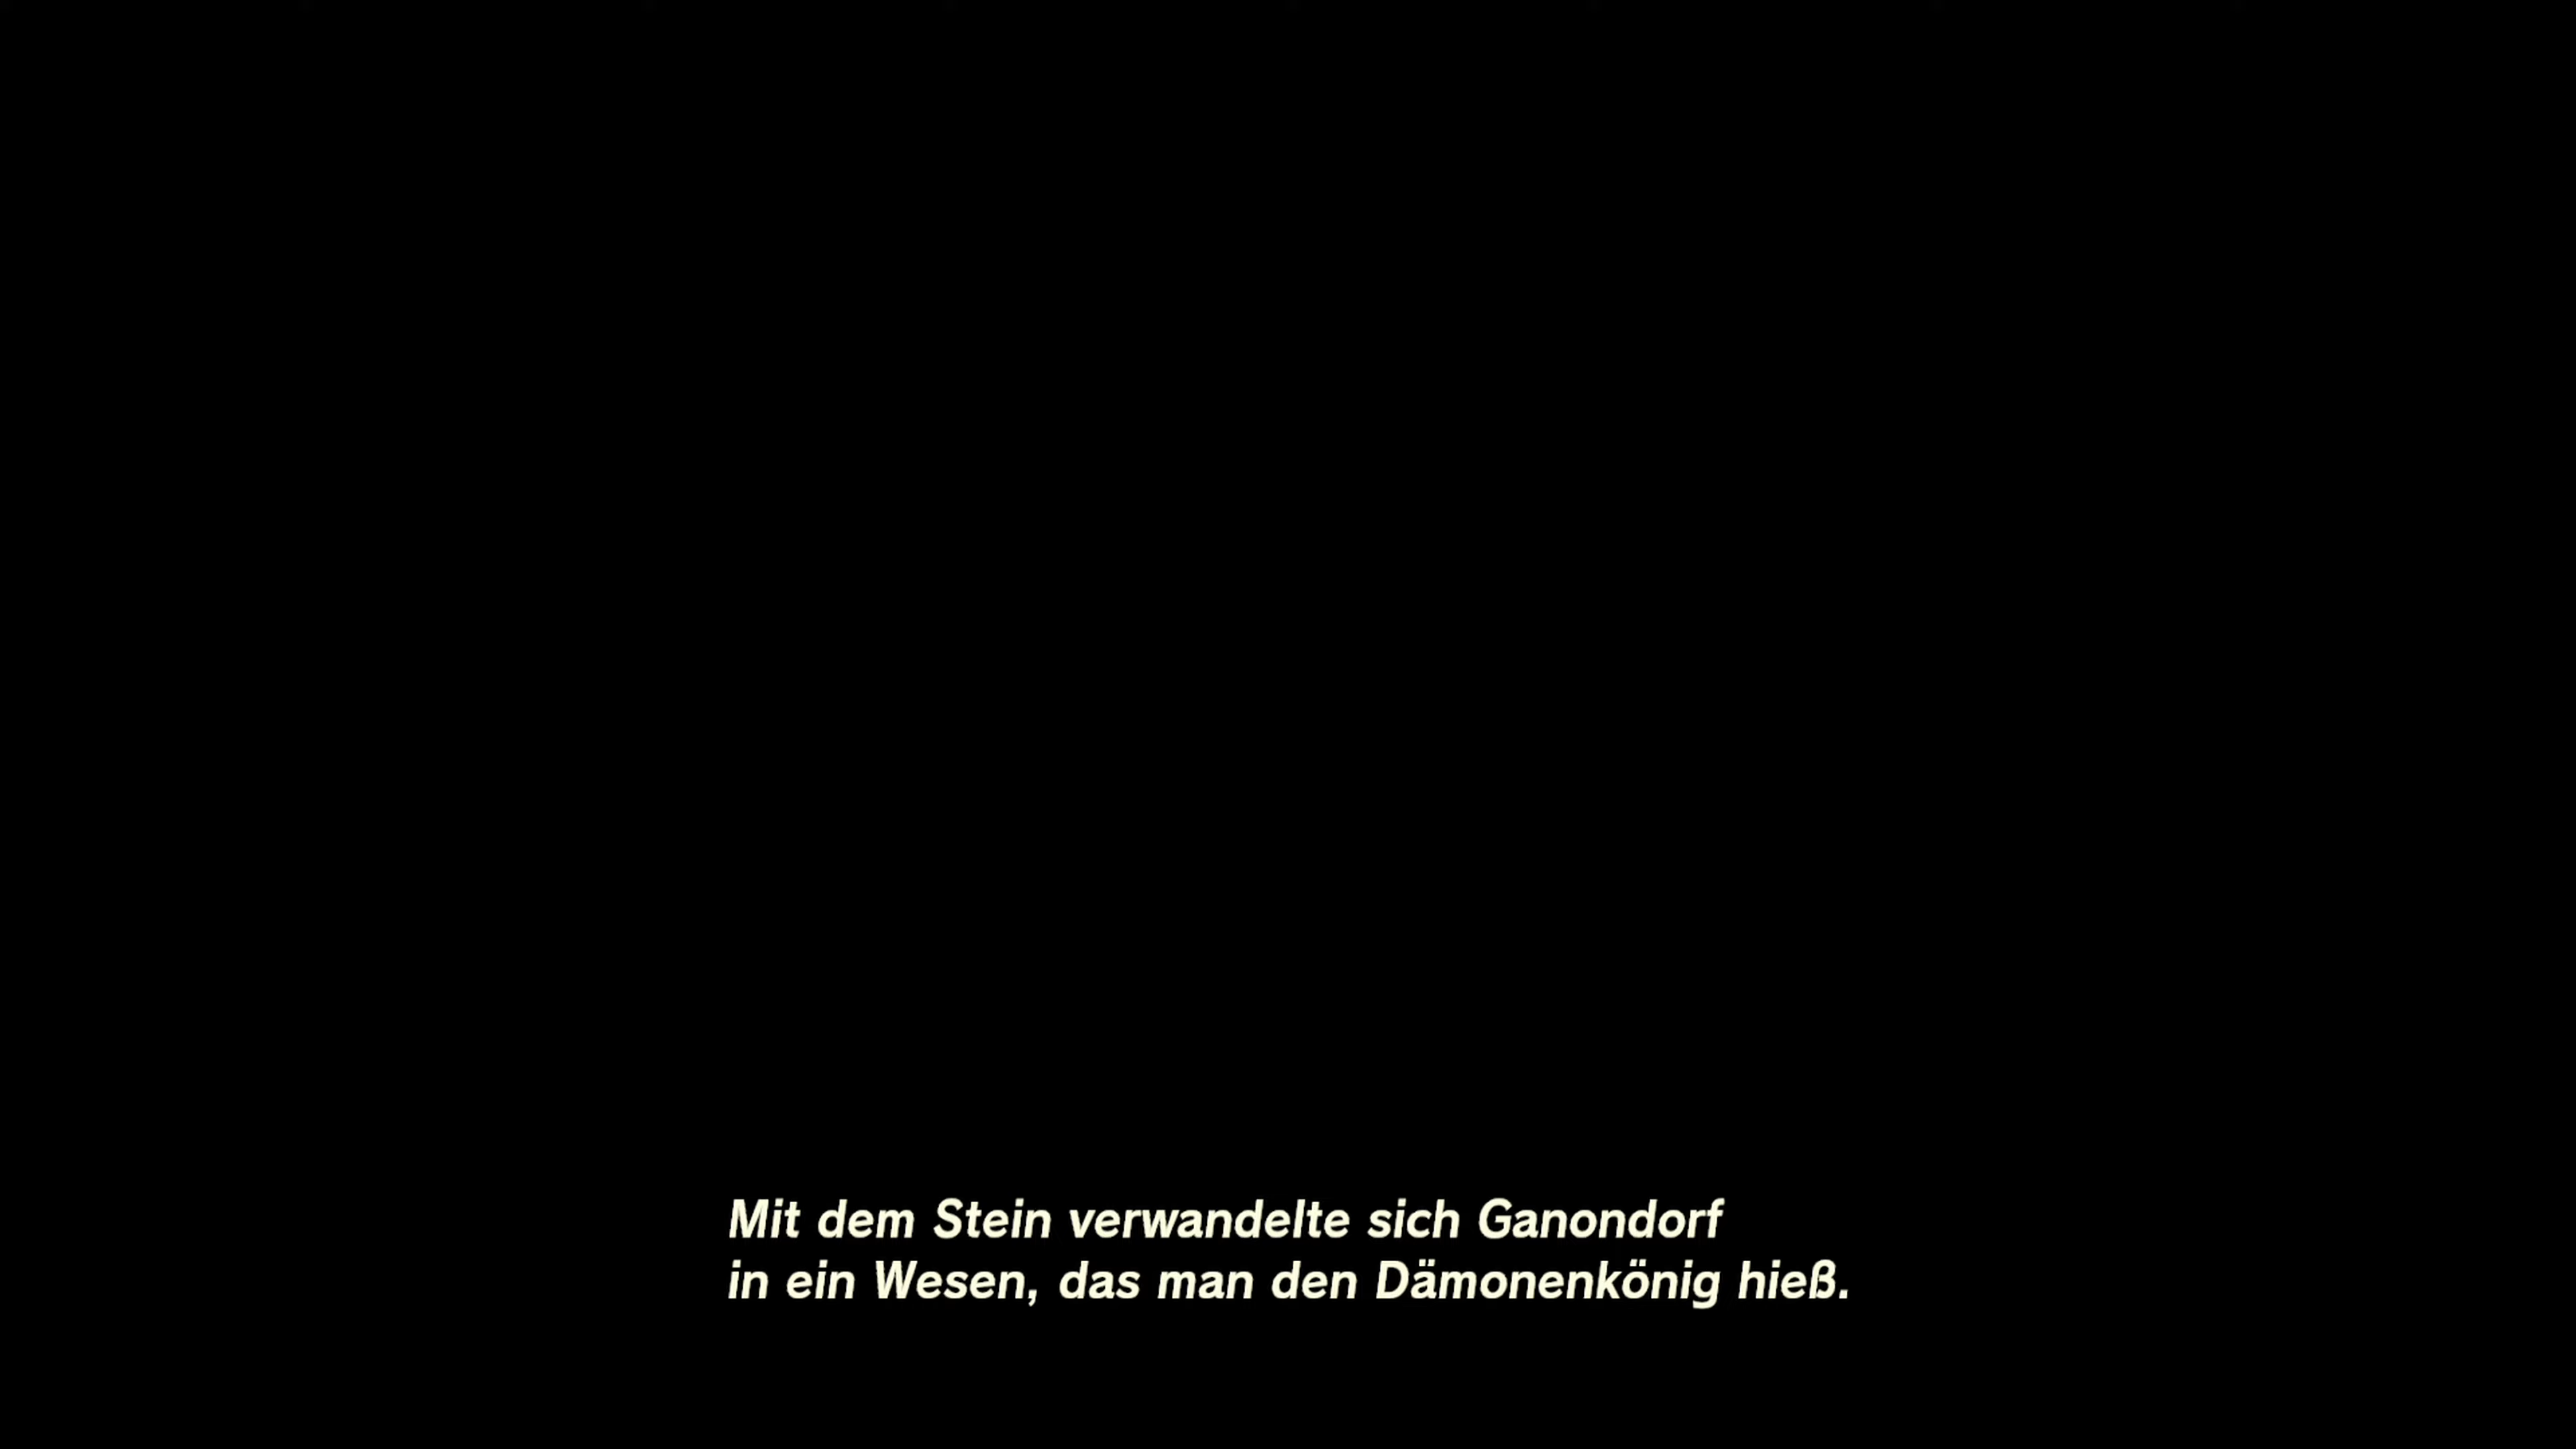 Mit dem Stein verwandelte sich Ganondorf
in ein Wesen, das man den Dämonenkönig hieß.